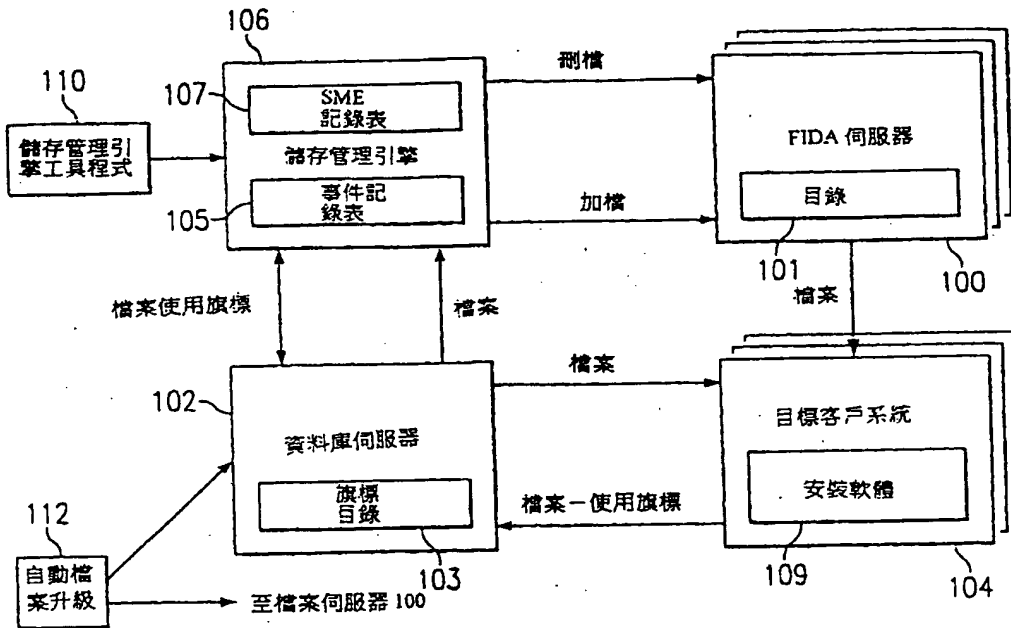 106
刪檔
110
107
SME
記錄表
儲存管理引
擎工具程式
儲存管理引擎
FIDA 伺服器
105
事件記
錄表
加檔
目錄
101
100
檔案使用旗標
檔案
檔案
102
檔案
資料庫伺服器
目標客戶系統
旗標
目錄
安裝軟體
檔案－使用旗標
112
103
109
104
自動檔
案升級
至檔案伺服器 100